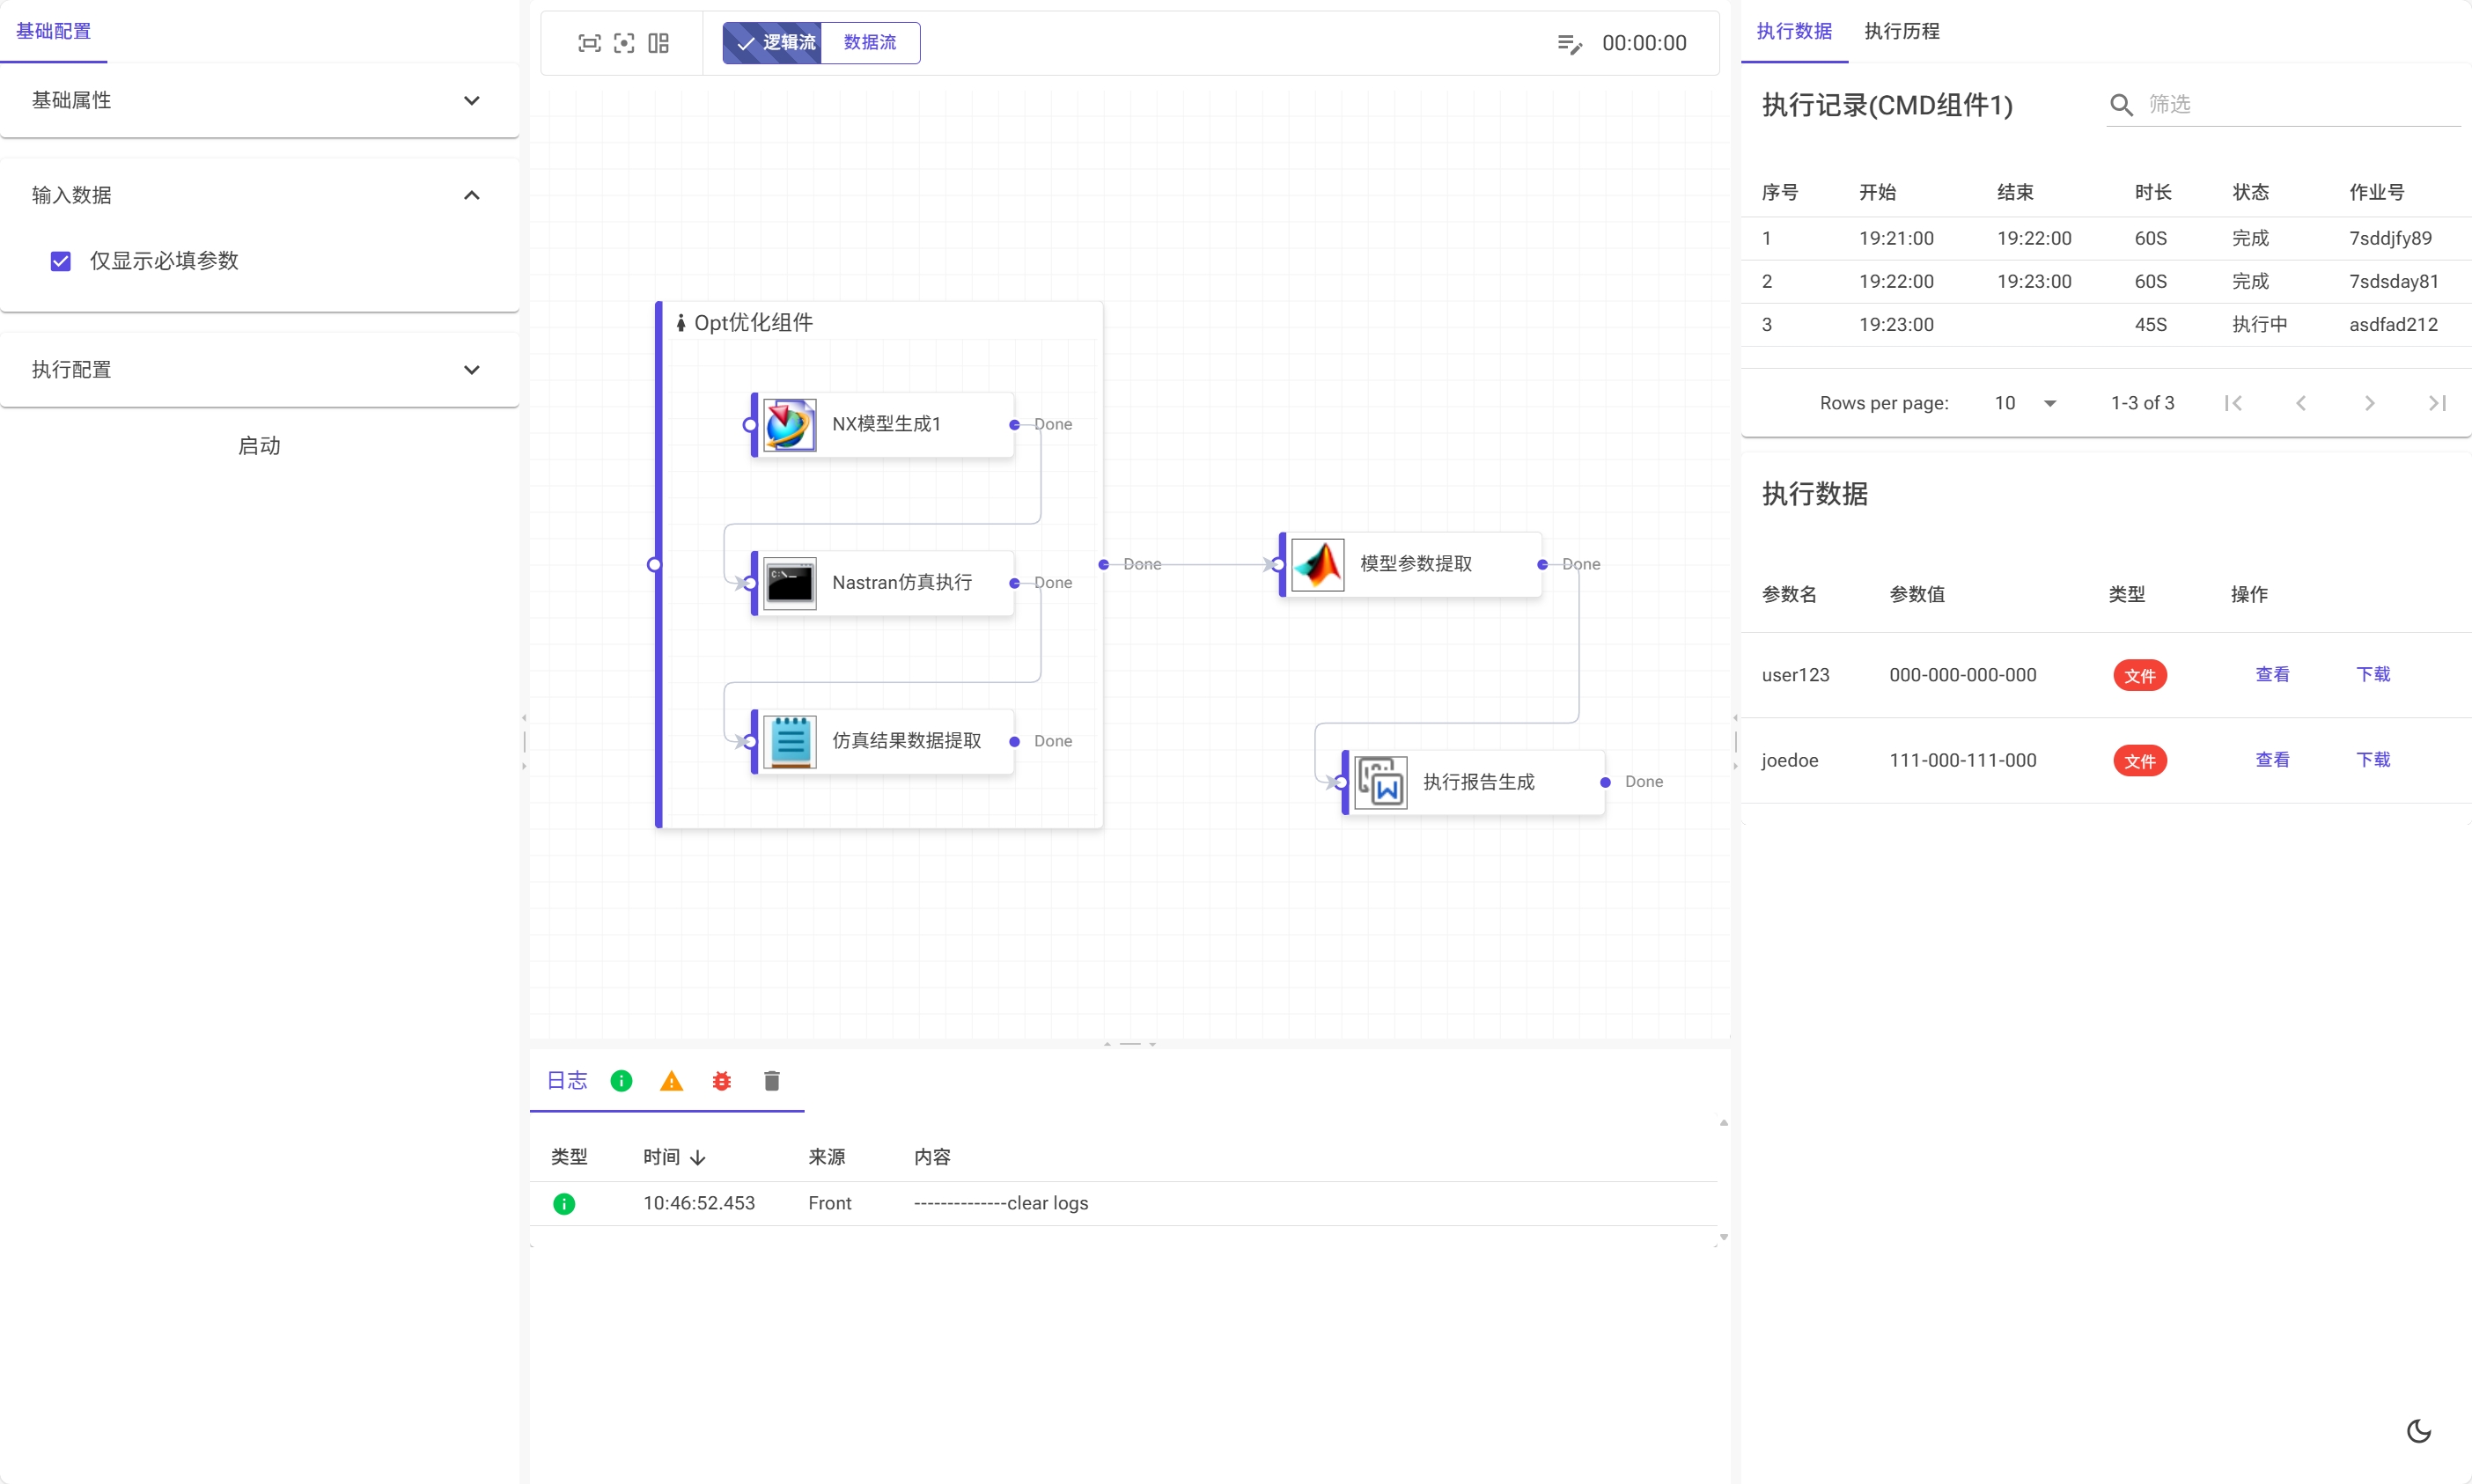 基础配置
基础属性
输入数据
仅显示必填参数
执行配置
启动
逻辑流
数据流
00:00:00
Opt优化组件
NX模型生成1
Done
Nastran仿真执行
Done
仿真结果数据提取
Done
Done
模型参数提取
Done
执行报告生成
Done
日志
类型 时间 来源 内容
10:46:52.453 Front --------------clear logs
执行数据 执行历程
执行记录(CMD组件1) 筛选
序号 开始 结束 时长 状态 作业号
1 19:21:00 19:22:00 60S 完成 7sddjfy89
2 19:22:00 19:23:00 60S 完成 7sdsday81
3 19:23:00 45S 执行中 asdfad212
Rows per page: 10 1-3 of 3
执行数据
参数名 参数值 类型 操作
user123 000-000-000-000 文件 查看 下载
joedoe 111-000-111-000 文件 查看 下载